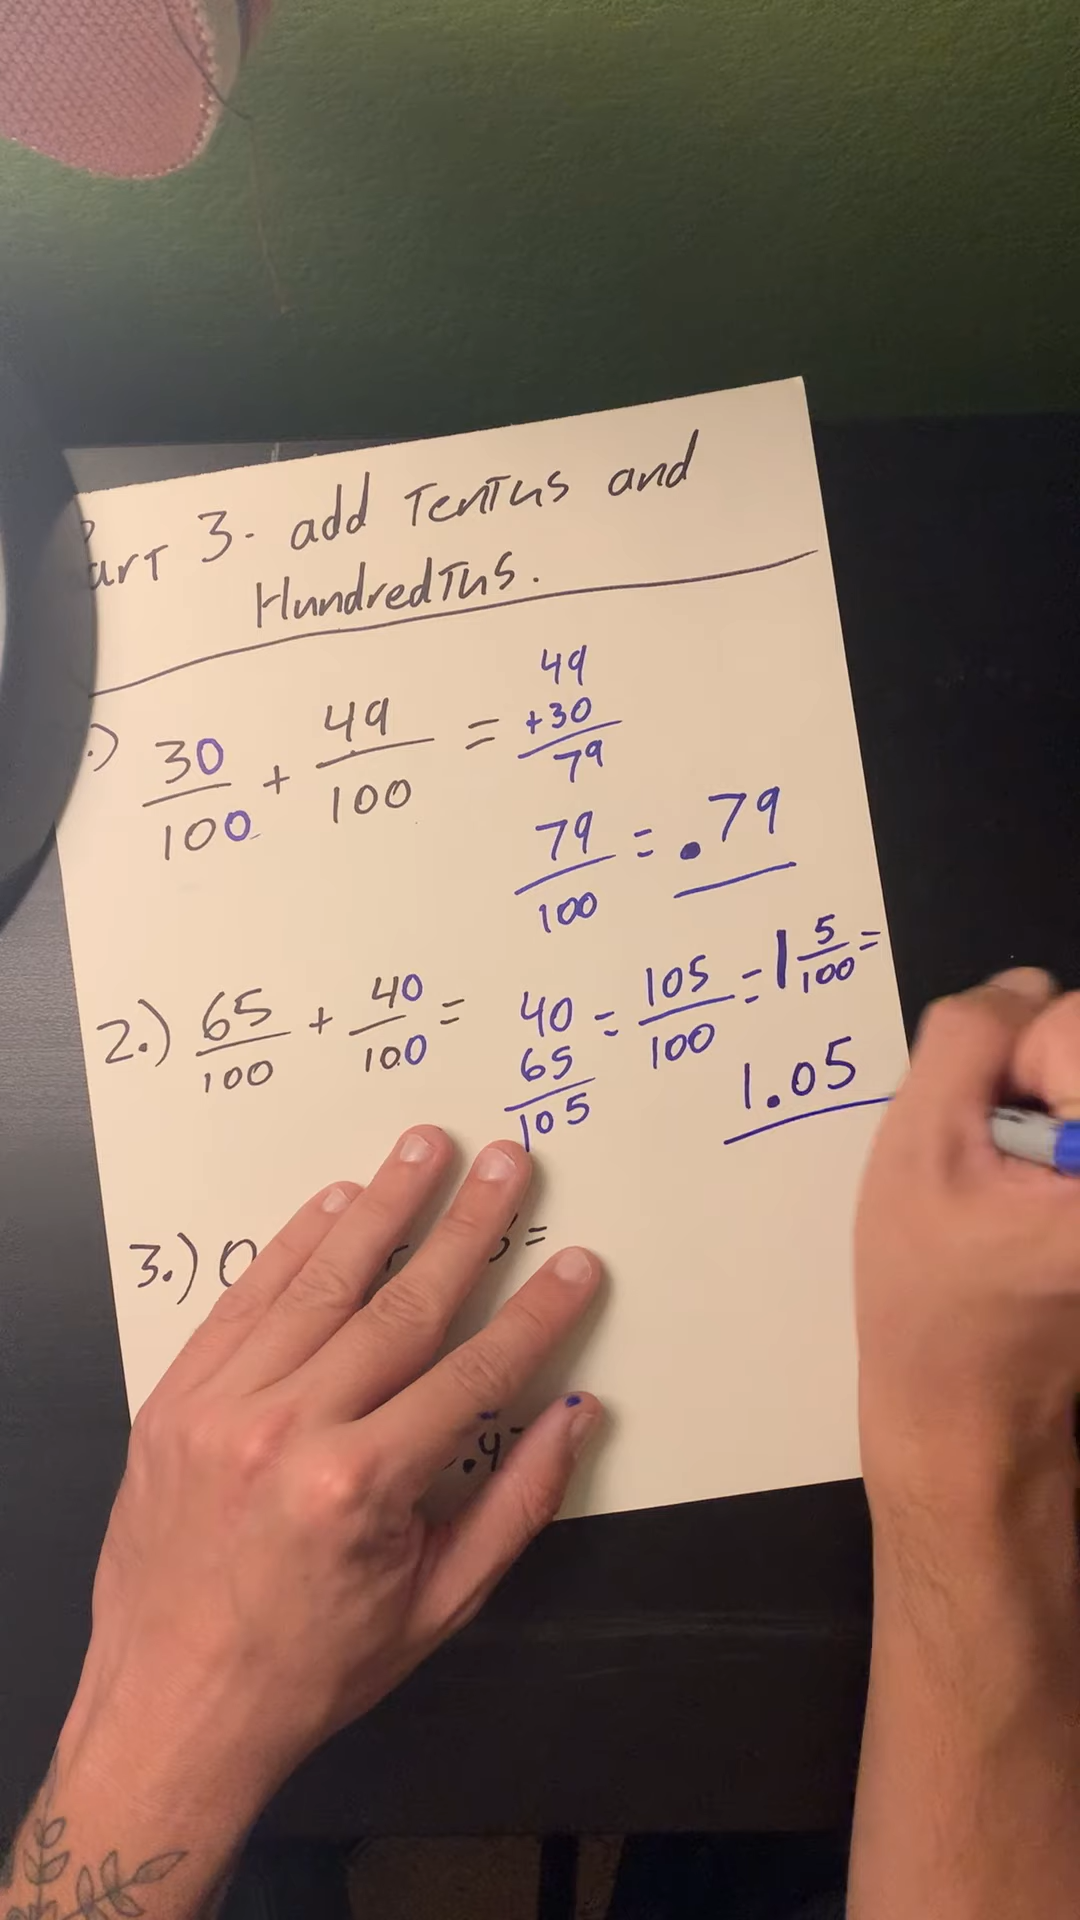 Part 3. add Tenths and
Hundredths.
.) 30/100 + 49/100 =
49
+30
79
79/100 = .79
2.) 65/100 + 40/100 =
40
65
105
= 105/100 = 1 5/100 =
1.05
3.) 0
.4